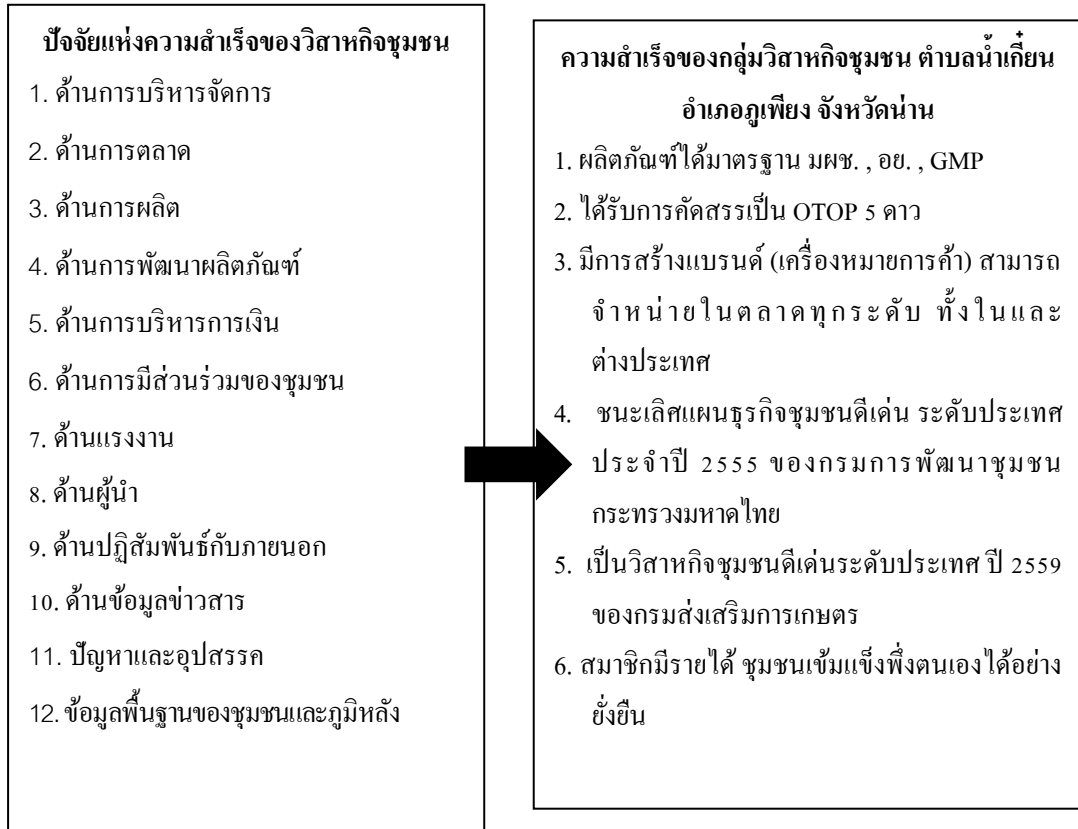 ปัจจัยแห่งความสำเร็จของวิสาหกิจชุมชน
1. ด้านการบริหารจัดการ
2. ด้านการตลาด
3. ด้านการผลิต
4. ด้านการพัฒนาผลิตภัณฑ์
5. ด้านการบริหารการเงิน
6. ด้านการมีส่วนร่วมของชุมชน
7. ด้านแรงงาน
8. ด้านผู้นำ
9. ด้านปฏิสัมพันธ์กับภายนอก
10. ด้านข้อมูลข่าวสาร
11. ปัญหาและอุปสรรค
12. ข้อมูลพื้นฐานของชุมชนและภูมิหลัง
ความสำเร็จของกลุ่มวิสาหกิจชุมชน ตำบลน้ำเกี๋ยน
อำเภอภูเพียง จังหวัดน่าน
1. ผลิตภัณฑ์ได้มาตรฐาน มผช. , อย. , GMP
2. ได้รับการคัดสรรเป็น OTOP 5 ดาว
3. มีการสร้างแบรนด์ (เครื่องหมายการค้า) สามารถ
จำหน่ายในตลาดทุกระดับ ทั้งในและ
ต่างประเทศ
4. ชนะเลิศแผนธุรกิจชุมชนดีเด่น ระดับประเทศ
ประจำปี 2555 ของกรมการพัฒนาชุมชน
กระทรวงมหาดไทย
5. เป็นวิสาหกิจชุมชนดีเด่นระดับประเทศ ปี 2559
ของกรมส่งเสริมการเกษตร
6. สมาชิกมีรายได้ ชุมชนเข้มแข็งพึ่งตนเองได้อย่าง
ยั่งยืน